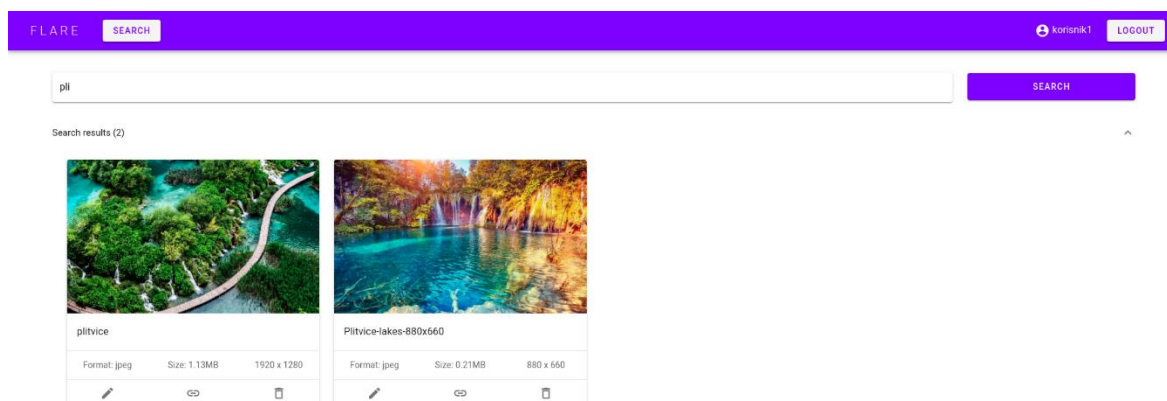 FLARE SEARCH korisnik1 LOGOUT
pli SEARCH
Search results (2)
plitvice
Format: jpeg Size: 1.13MB 1920 x 1280
Plitvice-lakes-880x660
Format: jpeg Size: 0.21MB 880 x 660